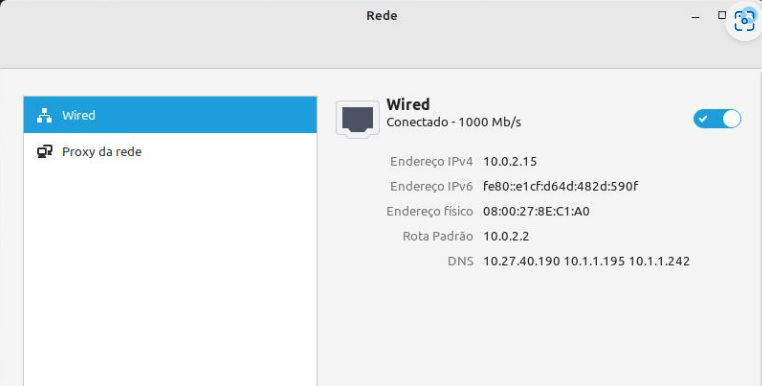 Rede
Wired
Proxy da rede
Wired
Conectado - 1000 Mb/s
Endereço IPv4 10.0.2.15
Endereço IPv6 fe80::e1cf:d64d:482d:590f
Endereço físico 08:00:27:8E:C1:A0
Rota Padrão 10.0.2.2
DNS 10.27.40.190 10.1.1.195 10.1.1.242